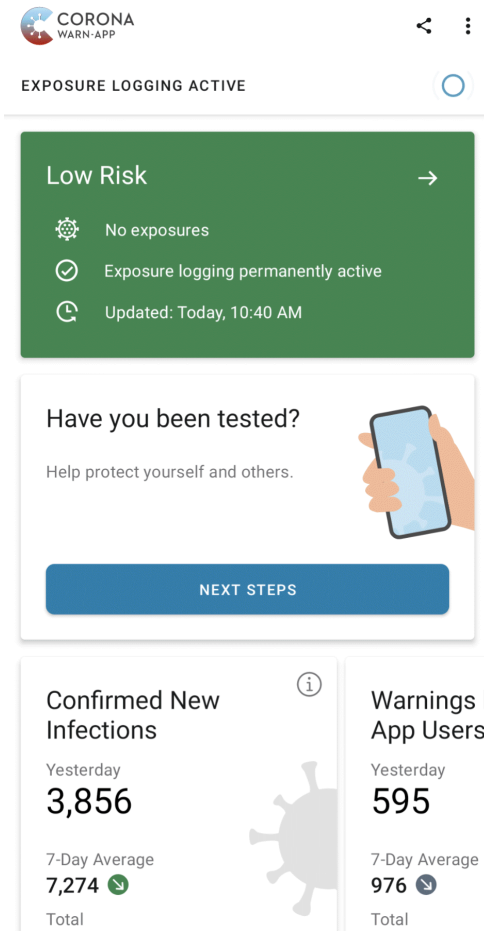 CORONA
WARN-APP
EXPOSURE LOGGING ACTIVE
Low Risk
No exposures
Exposure logging permanently active
Updated: Today, 10:40 AM
Have you been tested?
Help protect yourself and others.
NEXT STEPS
Confirmed New
Infections
Yesterday
3,856
7-Day Average
7,274
Total
Warnings
App Users
Yesterday
595
7-Day Average
976
Total